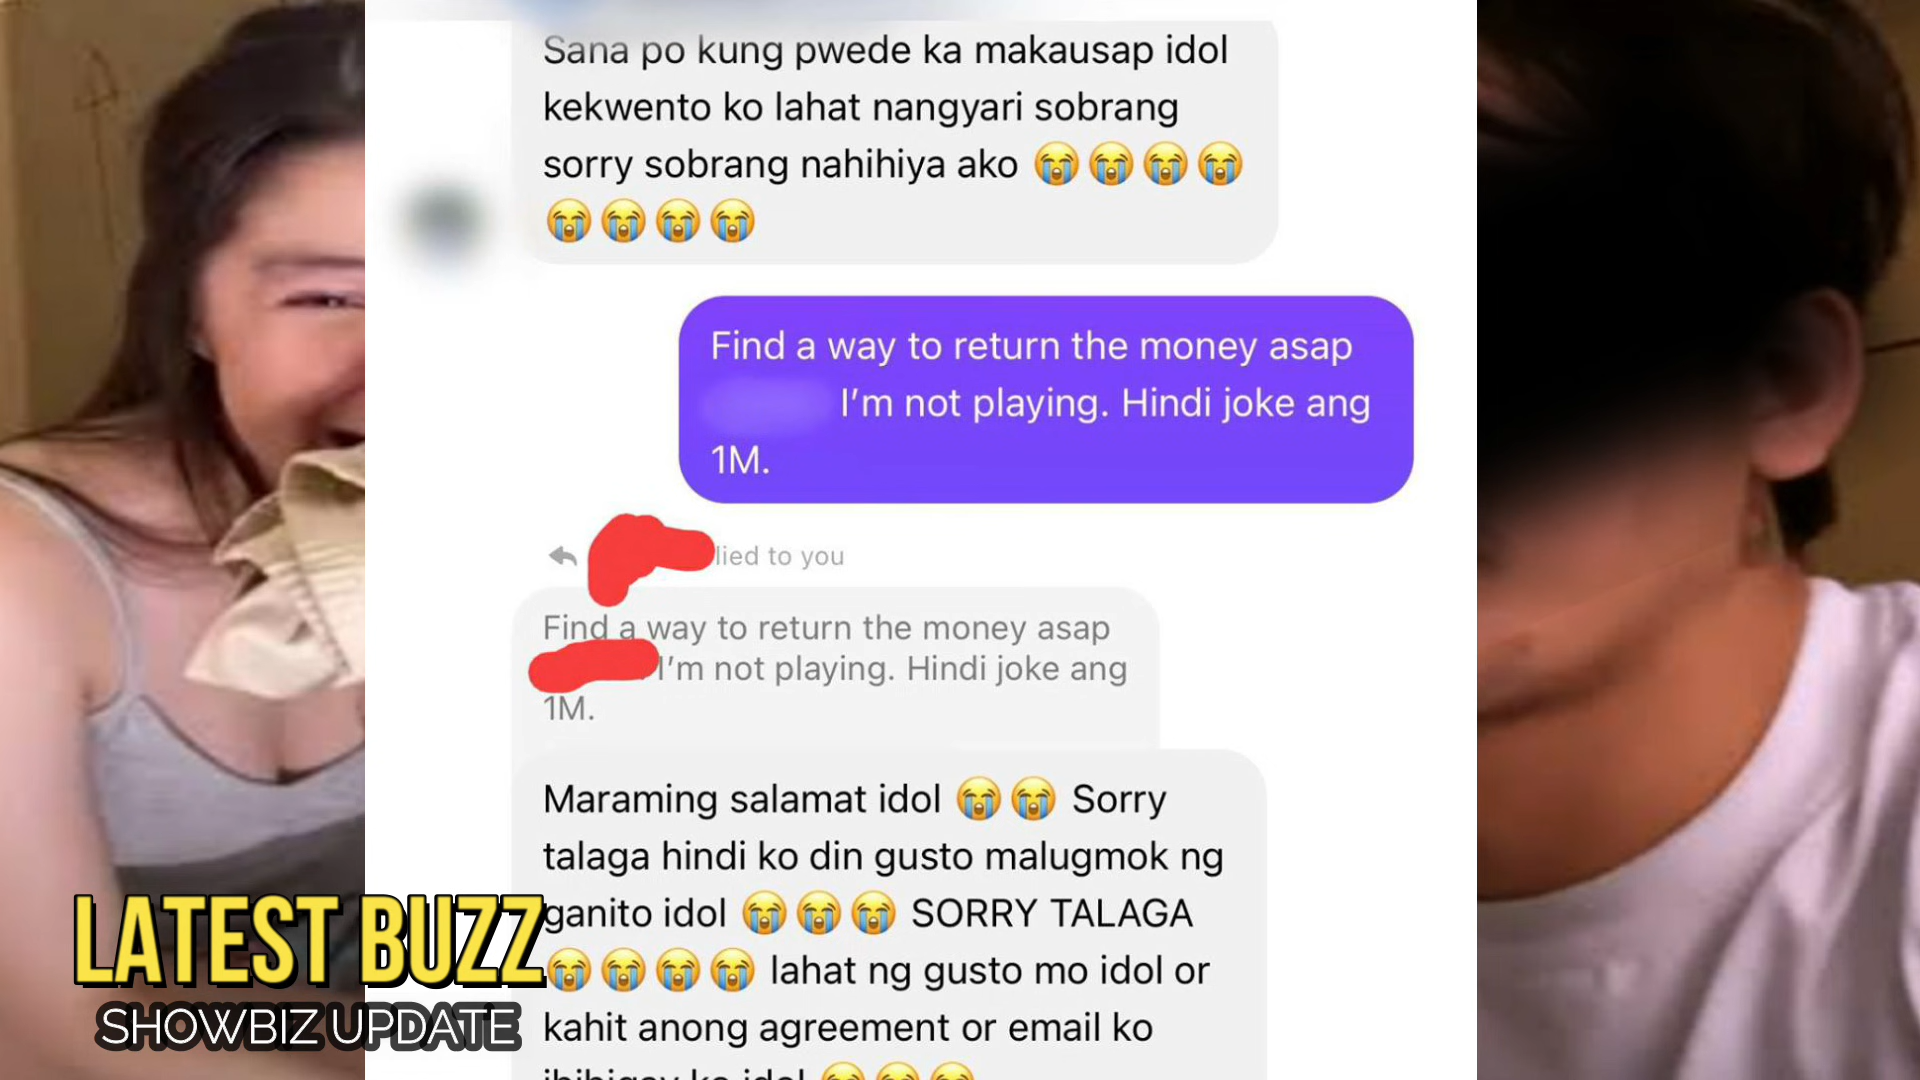 Sana po kung pwede ka makausap idol
kekwento ko lahat nangyari sobrang
sorry sobrang nahihiya ako 😭😭😭😭
😭😭😭😭
Find a way to return the money asap
I'm not playing. Hindi joke ang
1M.
lied to you
Find a way to return the money asap
I'm not playing. Hindi joke ang
1M.
Maraming salamat idol 😭😭 Sorry
talaga hindi ko din gusto malugmok ng
ganito idol 😭😭😭 SORRY TALAGA
😭😭😭😭 lahat ng gusto mo idol or
kahit anong agreement or email ko
ibibigay ko idol 😭😭😭
LATEST BUZZ
SHOWBIZ UPDATE